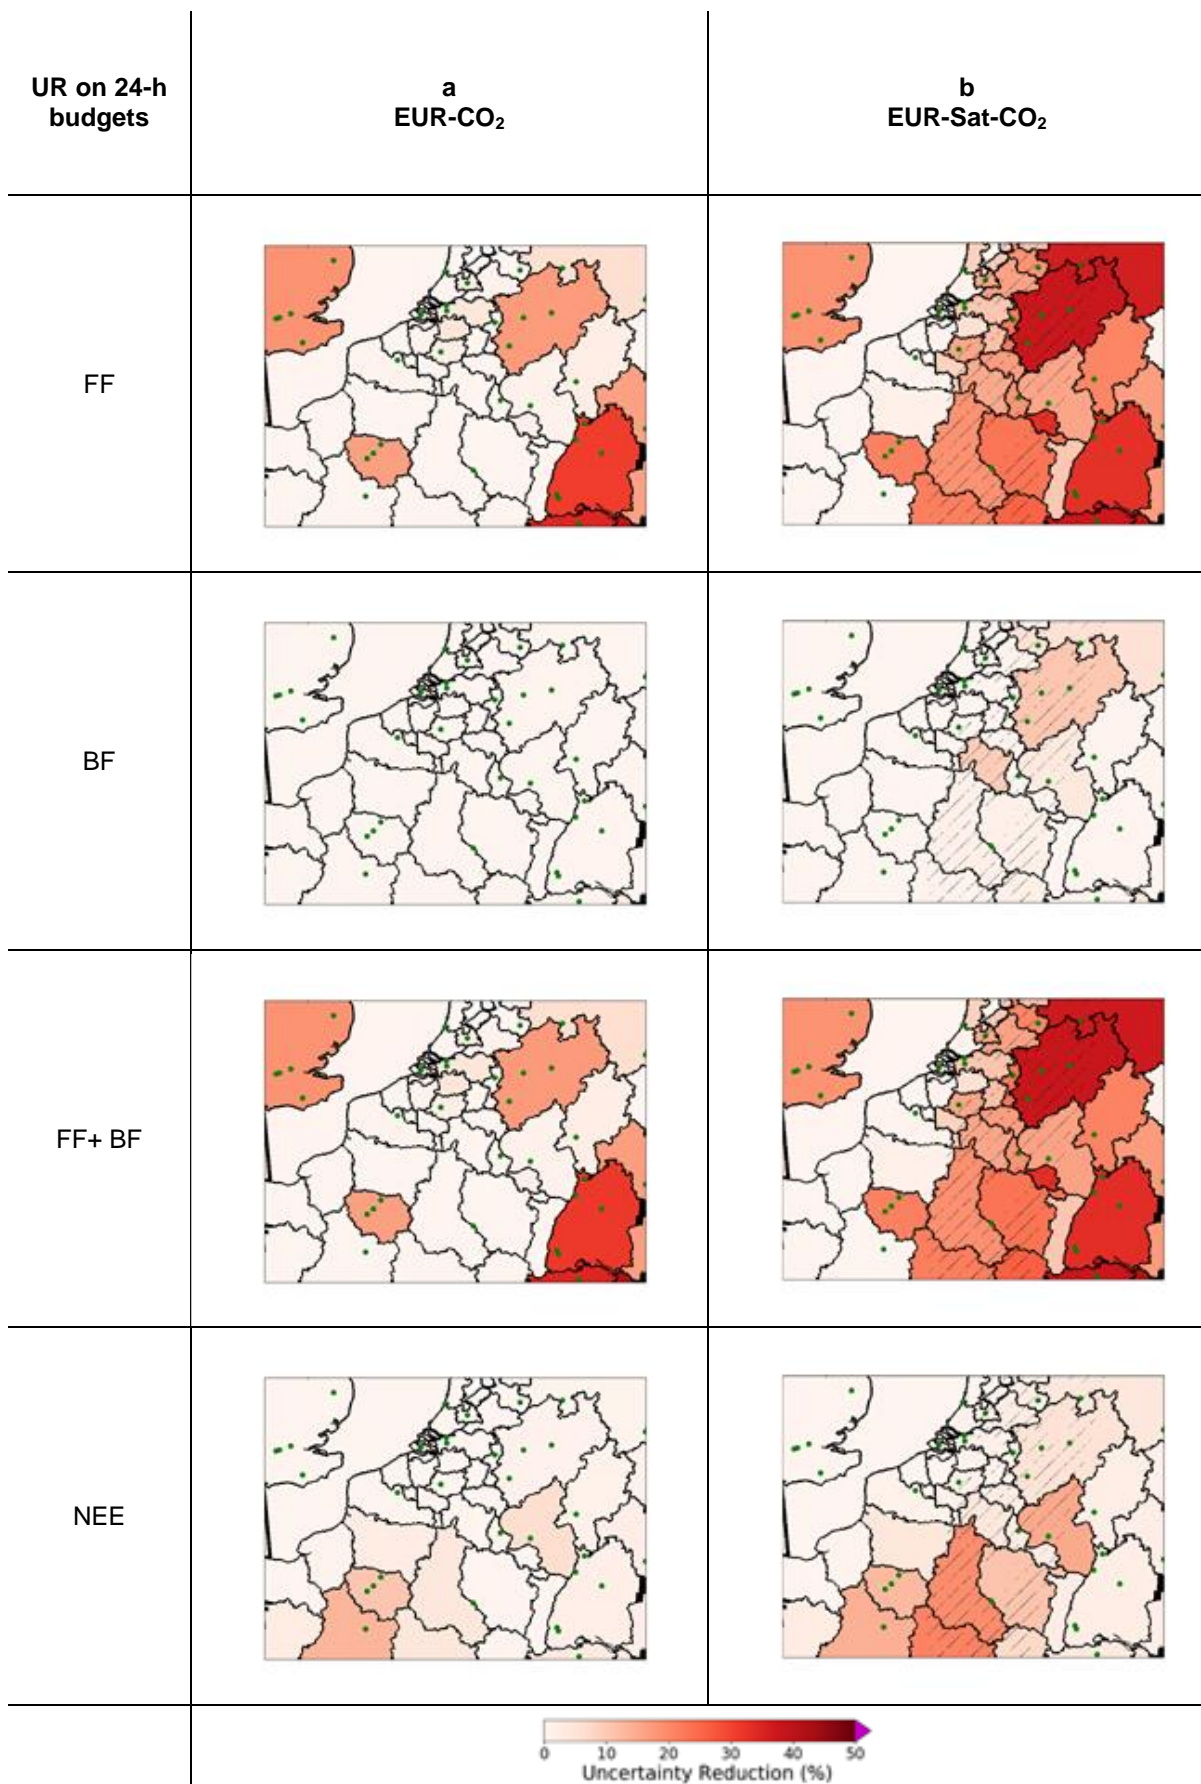 UR on 24-h
budgets
a
EUR-CO₂
b
EUR-Sat-CO₂
FF
BF
FF+ BF
NEE
0 10 20 30 40 50
Uncertainty Reduction (%)